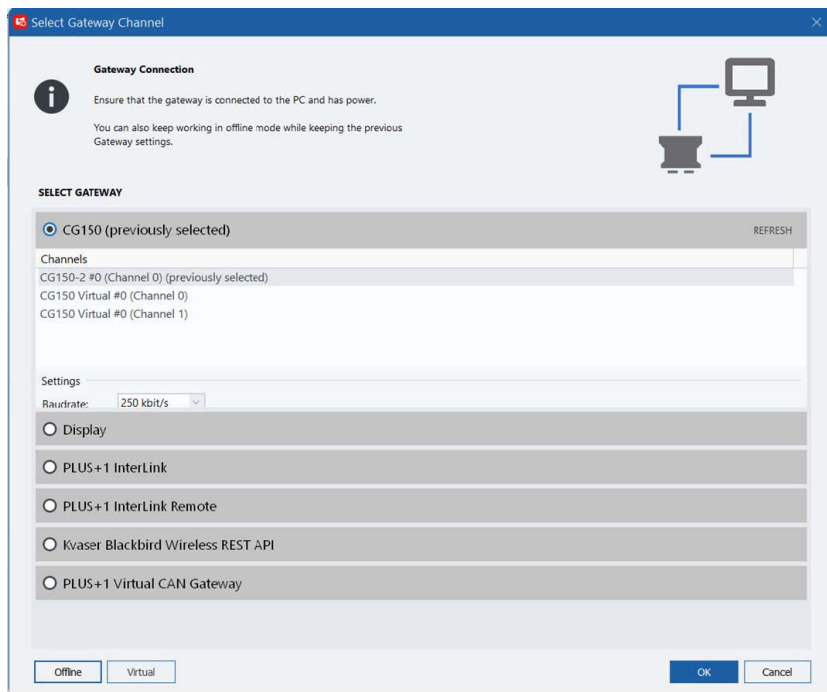 Select Gateway Channel
Gateway Connection
Ensure that the gateway is connected to the PC and has power.
You can also keep working in offline mode while keeping the previous
Gateway settings.
SELECT GATEWAY
CG150 (previously selected)
REFRESH
Channels
CG150-2 #0 (Channel 0) (previously selected)
CG150 Virtual #0 (Channel 0)
CG150 Virtual #0 (Channel 1)
Settings
Baudrate: 250 kbit/s
Display
PLUS+1 InterLink
PLUS+1 InterLink Remote
Kvaser Blackbird Wireless REST API
PLUS+1 Virtual CAN Gateway
Offline Virtual OK Cancel